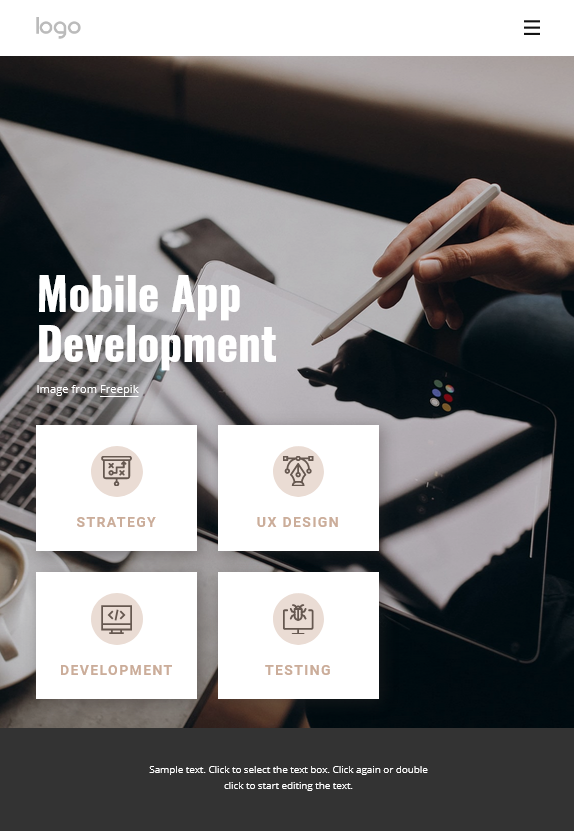 logo
Mobile App
Development
Image from Freepik
STRATEGY
UX DESIGN
DEVELOPMENT
TESTING
Sample text. Click to select the text box. Click again or double
click to start editing the text.